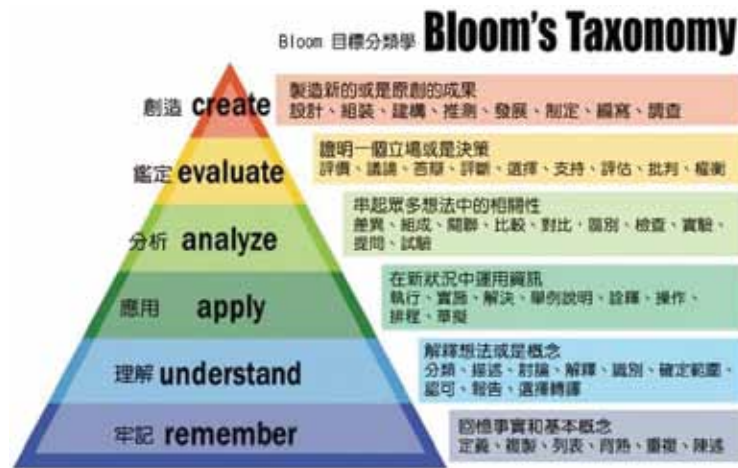 Bloom 目標分類學 Bloom's Taxonomy
創造 create
製造新的或是原創的成果
設計、組裝、建構、推測、發展、制定、編寫、調查
鑑定 evaluate
證明一個立場或是決策
評價、議論、答辯、評斷、選擇、支持、評估、批判、權衡
分析 analyze
串起眾多想法中的相關性
差異、組成、關聯、比較、對比，區別、檢查、實驗、
提問、試驗
應用 apply
在新狀況中運用資訊
執行、實施、解決、舉例說明、詮釋、操作、
排程、草擬
理解 understand
解釋想法或是概念
分類、描述、討論、解釋、識別、確定範圍、
認可、報告、選擇轉譯
牢記 remember
回憶事實和基本概念
定義、複製、列表、背熟、重複、陳述